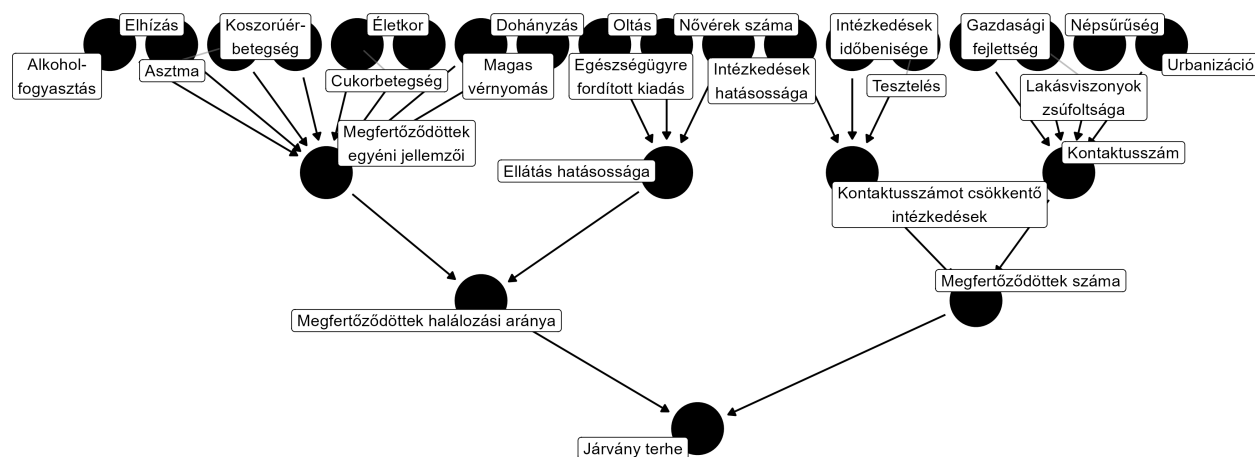 Elhízás
Koszorúér-
betegség
Életkor
Dohányzás
Oltás
Nővérek száma
Intézkedések
időbenisége
Gazdasági
fejlettség
Népsűrűség
Alkohol-
fogyasztás
Asztma
Cukorbetegség
Magas
vérnyomás
Egészségügyre
fordított kiadás
Intézkedések
hatásossága
Tesztelés
Lakásviszonyok
zsúfoltsága
Urbanizáció
Megfertőződöttek
egyéni jellemzői
Ellátás hatásossága
Kontaktusszámot csökkentő
intézkedések
Kontaktusszám
Megfertőződöttek halálozási aránya
Megfertőződöttek száma
Járvány terhe